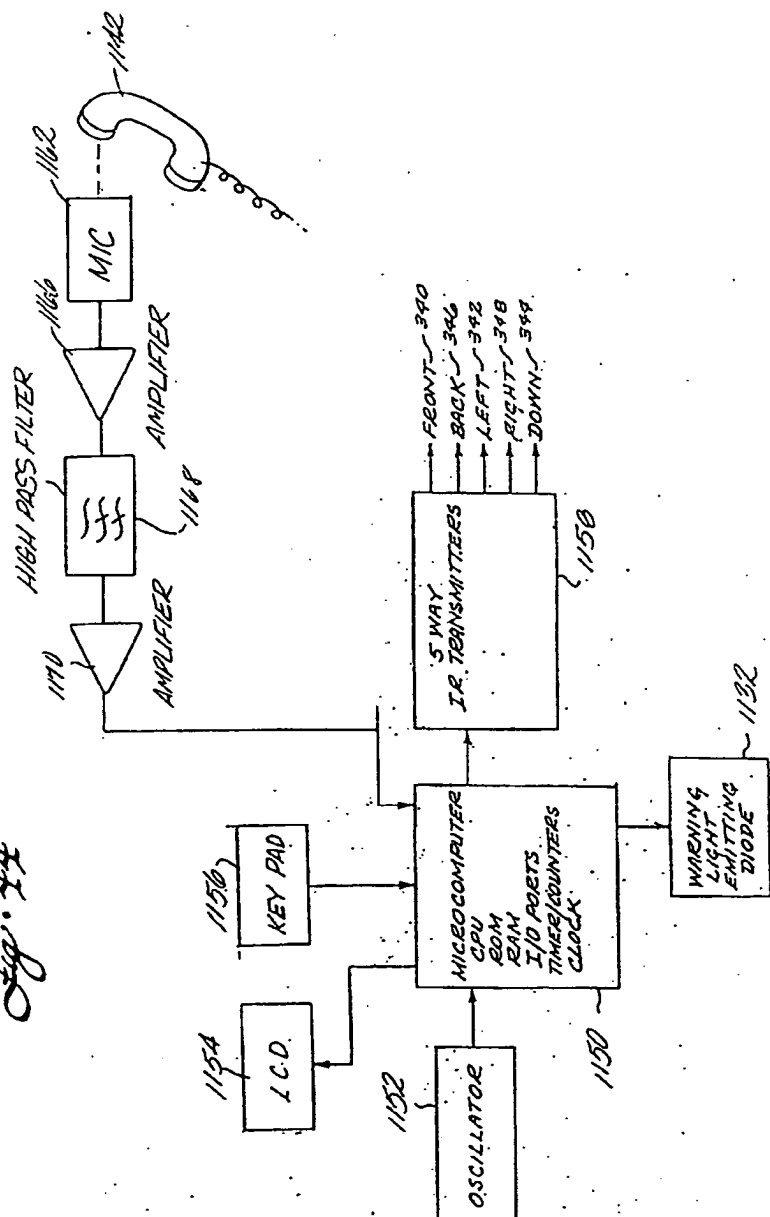 Fig. 44
1142
1162
MIC
1166
AMPLIFIER
HIGH PASS FILTER
1168
1170
AMPLIFIER
1156
KEY PAD
1154
L.C.D.
1152
OSCILLATOR
MICROCOMPUTER
CPU
ROM
RAM
I/O PORTS
TIMER/COUNTERS
CLOCK
1150
5 WAY
I.R. TRANSMITTERS
1158
FRONT 340
BACK 346
LEFT 342
RIGHT 348
DOWN 344
WARNING
LIGHT
EMITTING
DIODE
1132